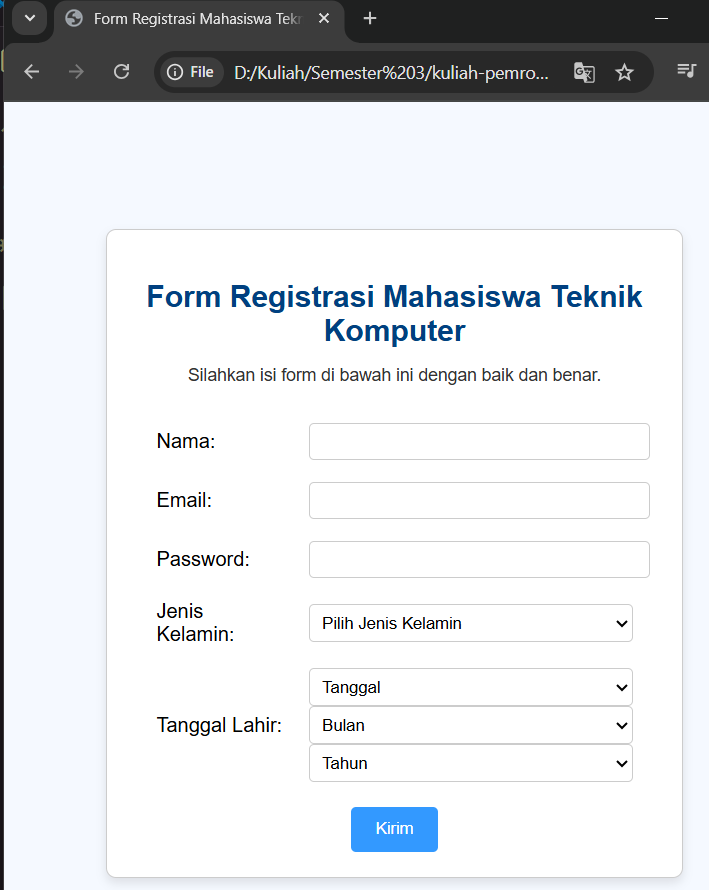 Form Registrasi Mahasiswa Tekr
File D:/Kuliah/Semester%203/kuliah-pemro...
Form Registrasi Mahasiswa Teknik
Komputer
Silahkan isi form di bawah ini dengan baik dan benar.
Nama:
Email:
Password:
Jenis
Kelamin:
Pilih Jenis Kelamin
Tanggal Lahir:
Tanggal
Bulan
Tahun
Kirim